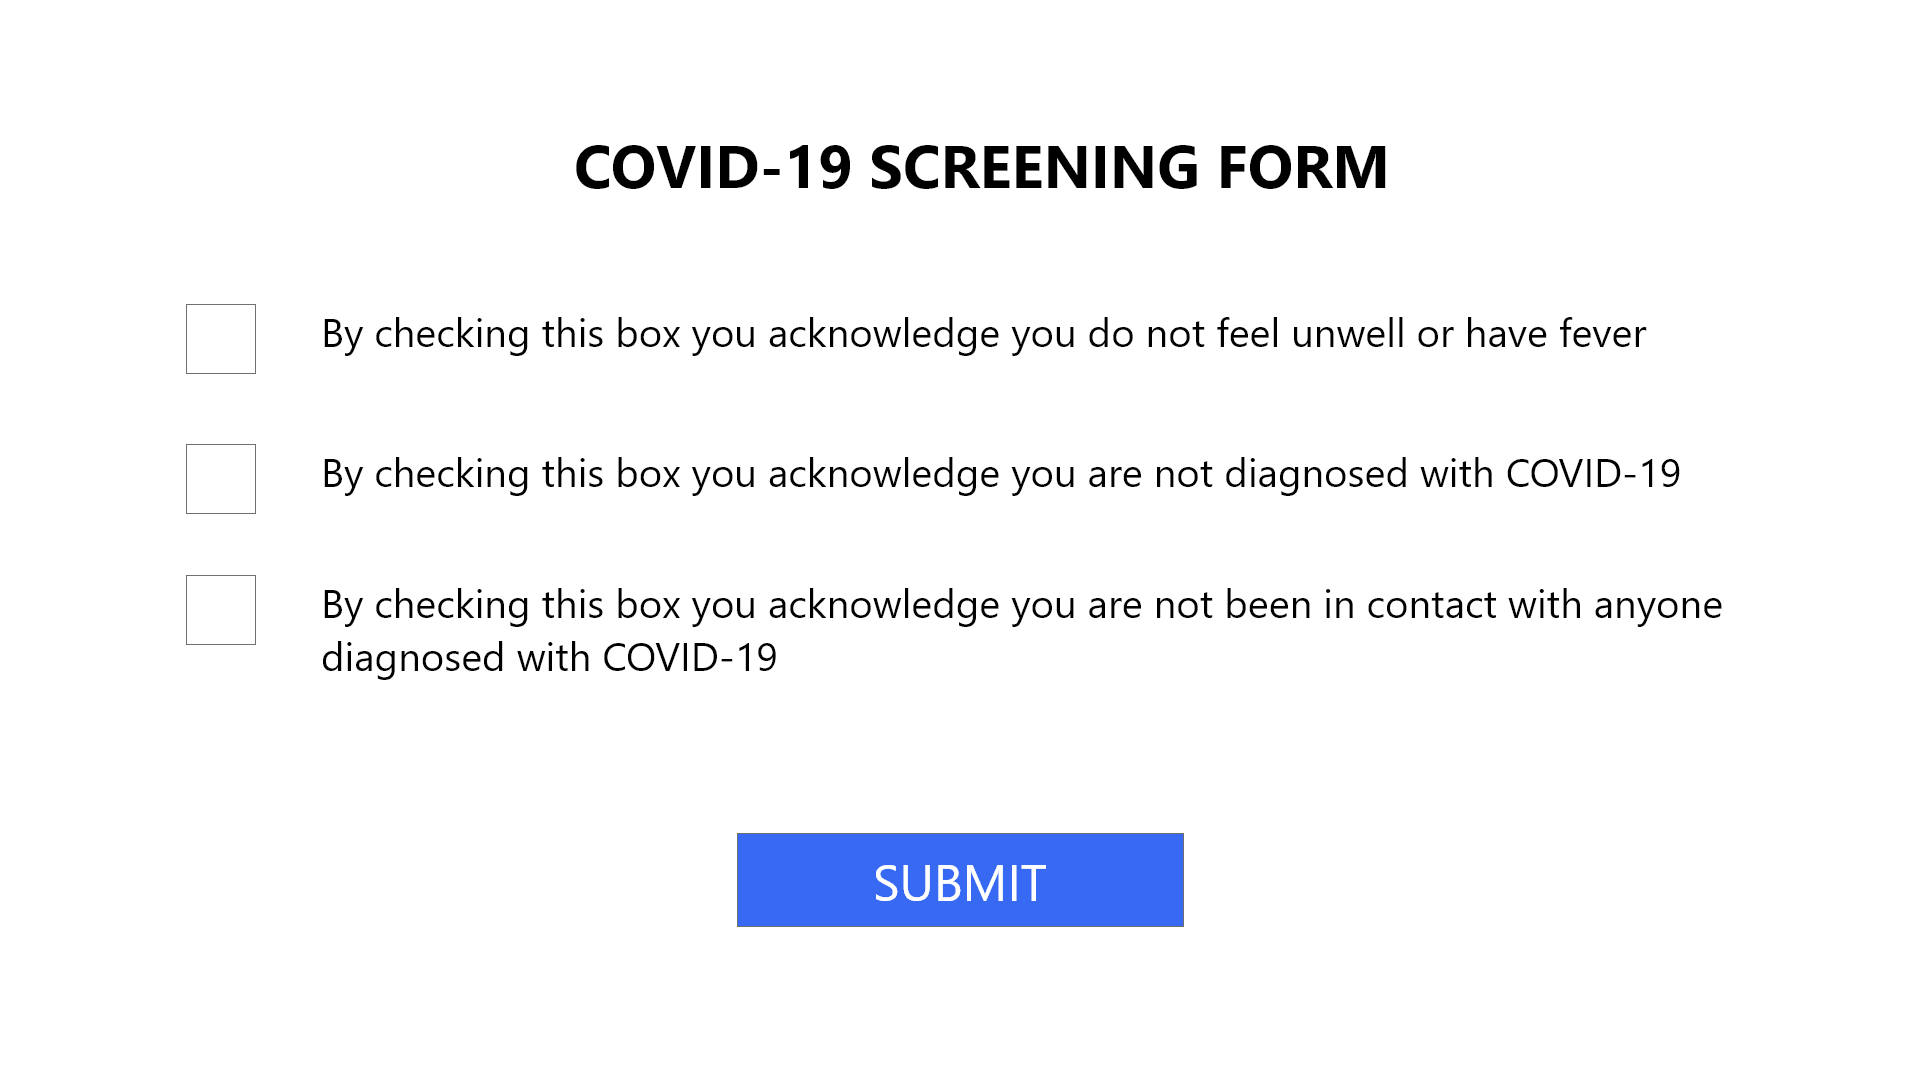 COVID-19 SCREENING FORM
By checking this box you acknowledge you do not feel unwell or have fever
By checking this box you acknowledge you are not diagnosed with COVID-19
By checking this box you acknowledge you are not been in contact with anyone
diagnosed with COVID-19
SUBMIT